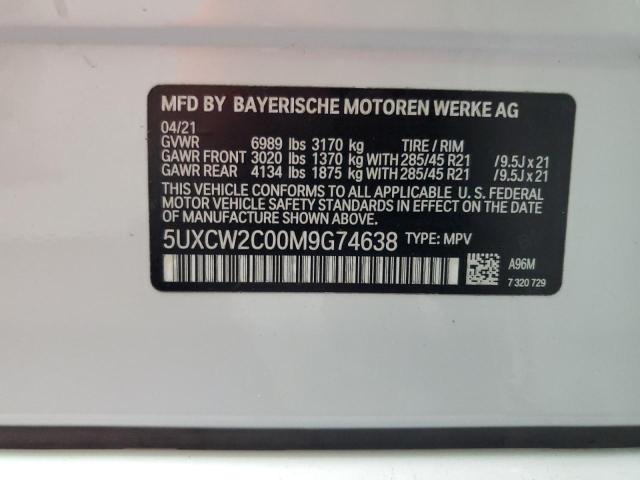 MFD BY BAYERISCHE MOTOREN WERKE AG
04/21
GVWR 6989 lbs 3170 kg TIRE / RIM
GAWR FRONT 3020 lbs 1370 kg WITH 285/45 R21 /9.5J x 21
GAWR REAR 4134 lbs 1875 kg WITH 285/45 R21 /9.5J x 21
THIS VEHICLE CONFORMS TO ALL APPLICABLE U. S. FEDERAL
MOTOR VEHICLE SAFETY STANDARDS IN EFFECT ON THE
DATE OF MANUFACTURE SHOWN ABOVE.
5UXCW2C00M9G74638 TYPE: MPV
A96M
7 320 729